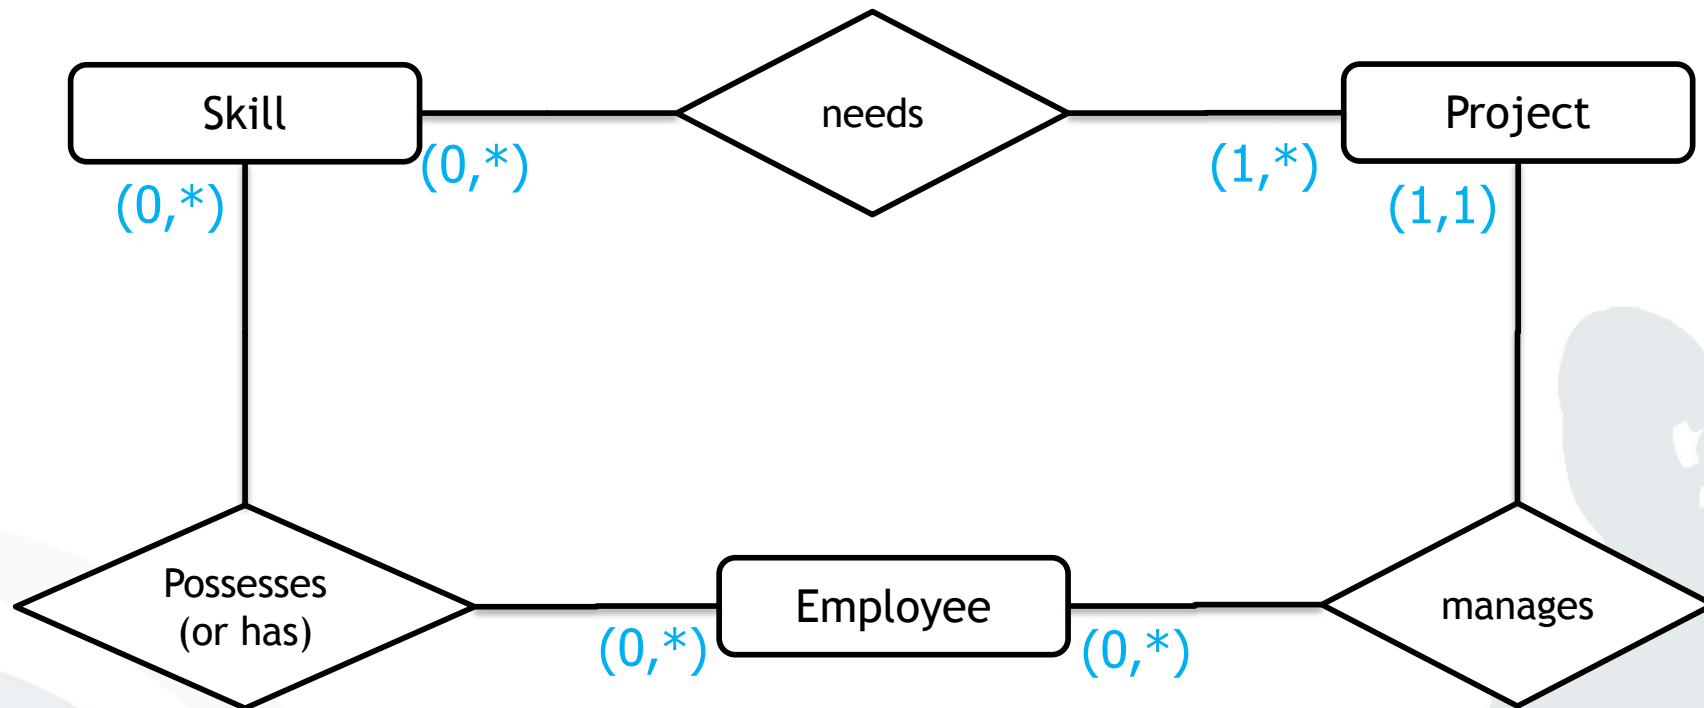 Skill
needs
Project
(0,*)
(1,*)
(0,*)
(1,1)
Possesses
(or has)
Employee
manages
(0,*)
(0,*)